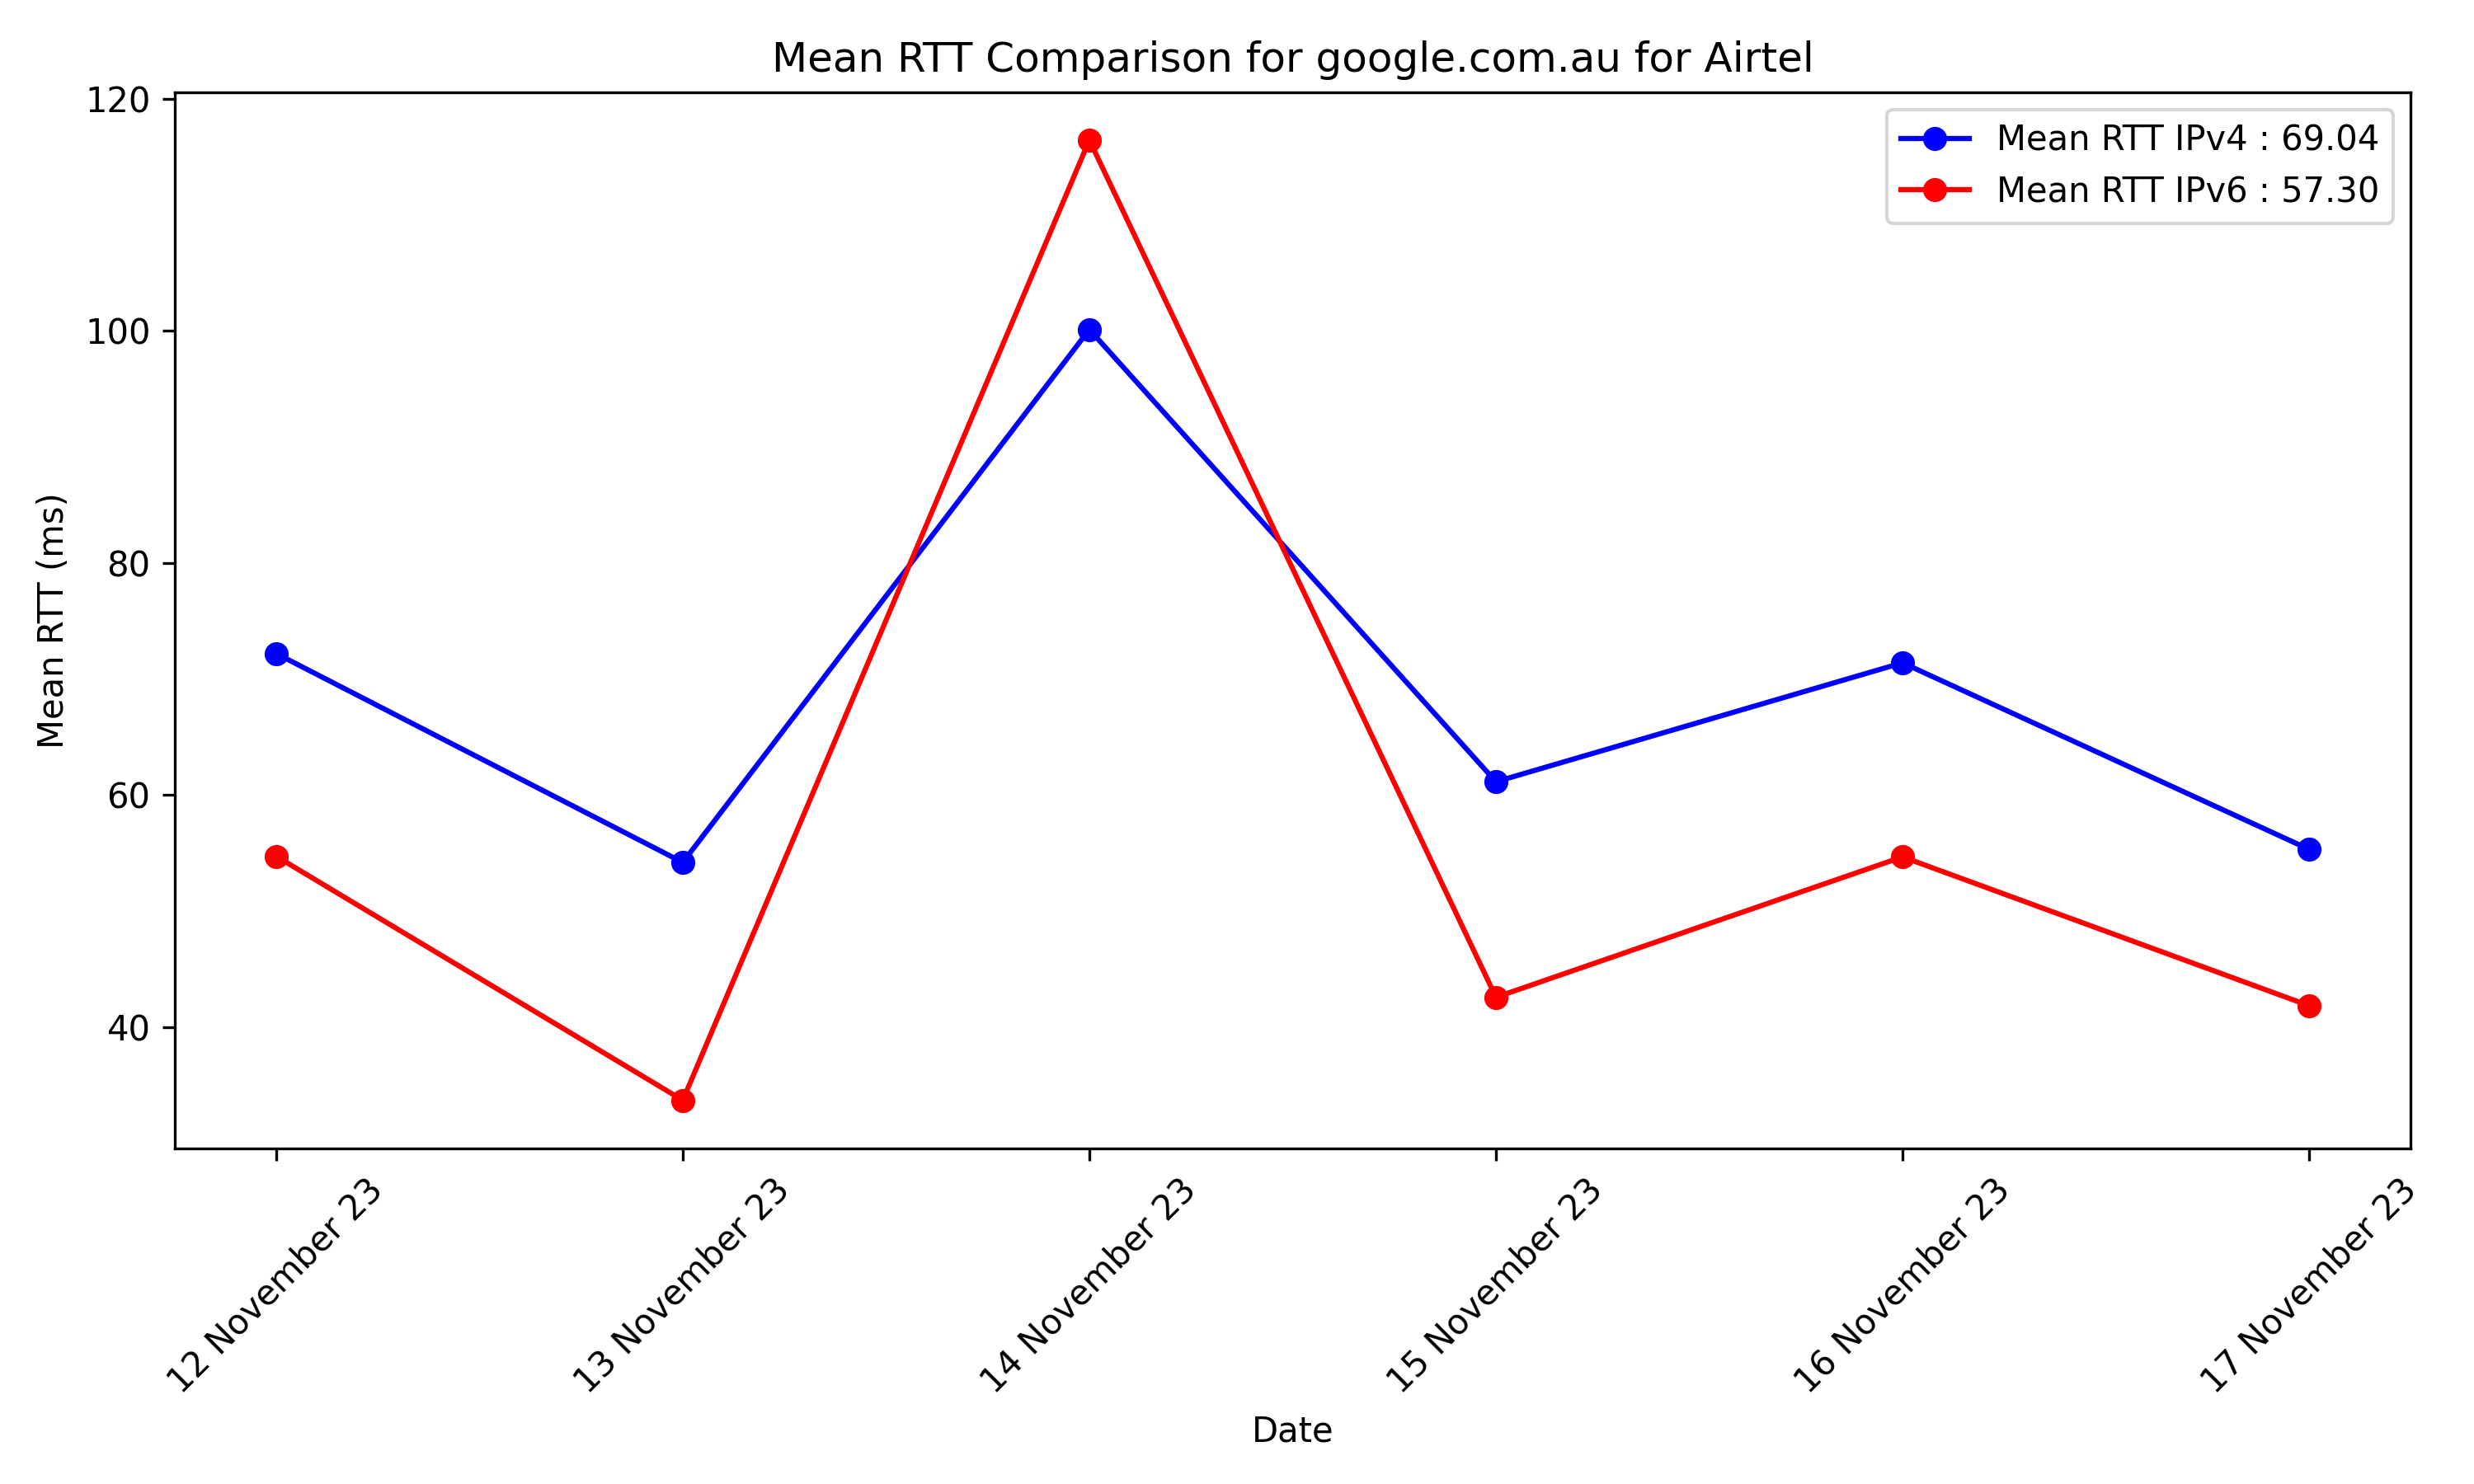 Mean RTT Comparison for google.com.au for Airtel
Mean RTT IPv4 : 69.04
Mean RTT IPv6 : 57.30
Mean RTT (ms)
120
100
80
60
40
12 November 23
13 November 23
14 November 23
15 November 23
16 November 23
17 November 23
Date